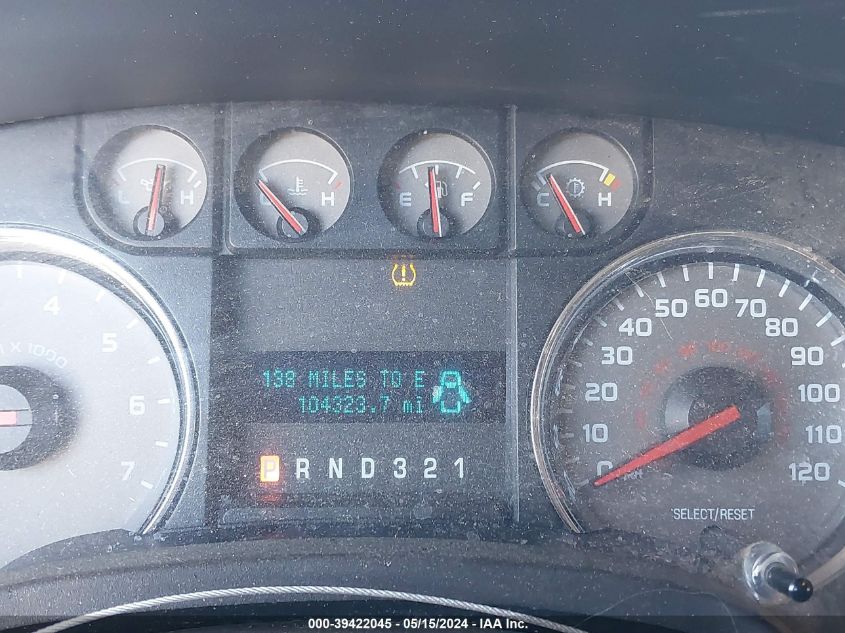 L H
C H
E F
C H
4
5
6
7
X 1000
138 MILES TO E
104323.7 mi
P R N D 3 2 1
0 10 20 30 40 50 60 70 80 90 100 110 120
SELECT/RESET
000-39422045 - 05/15/2024 - IAA Inc.